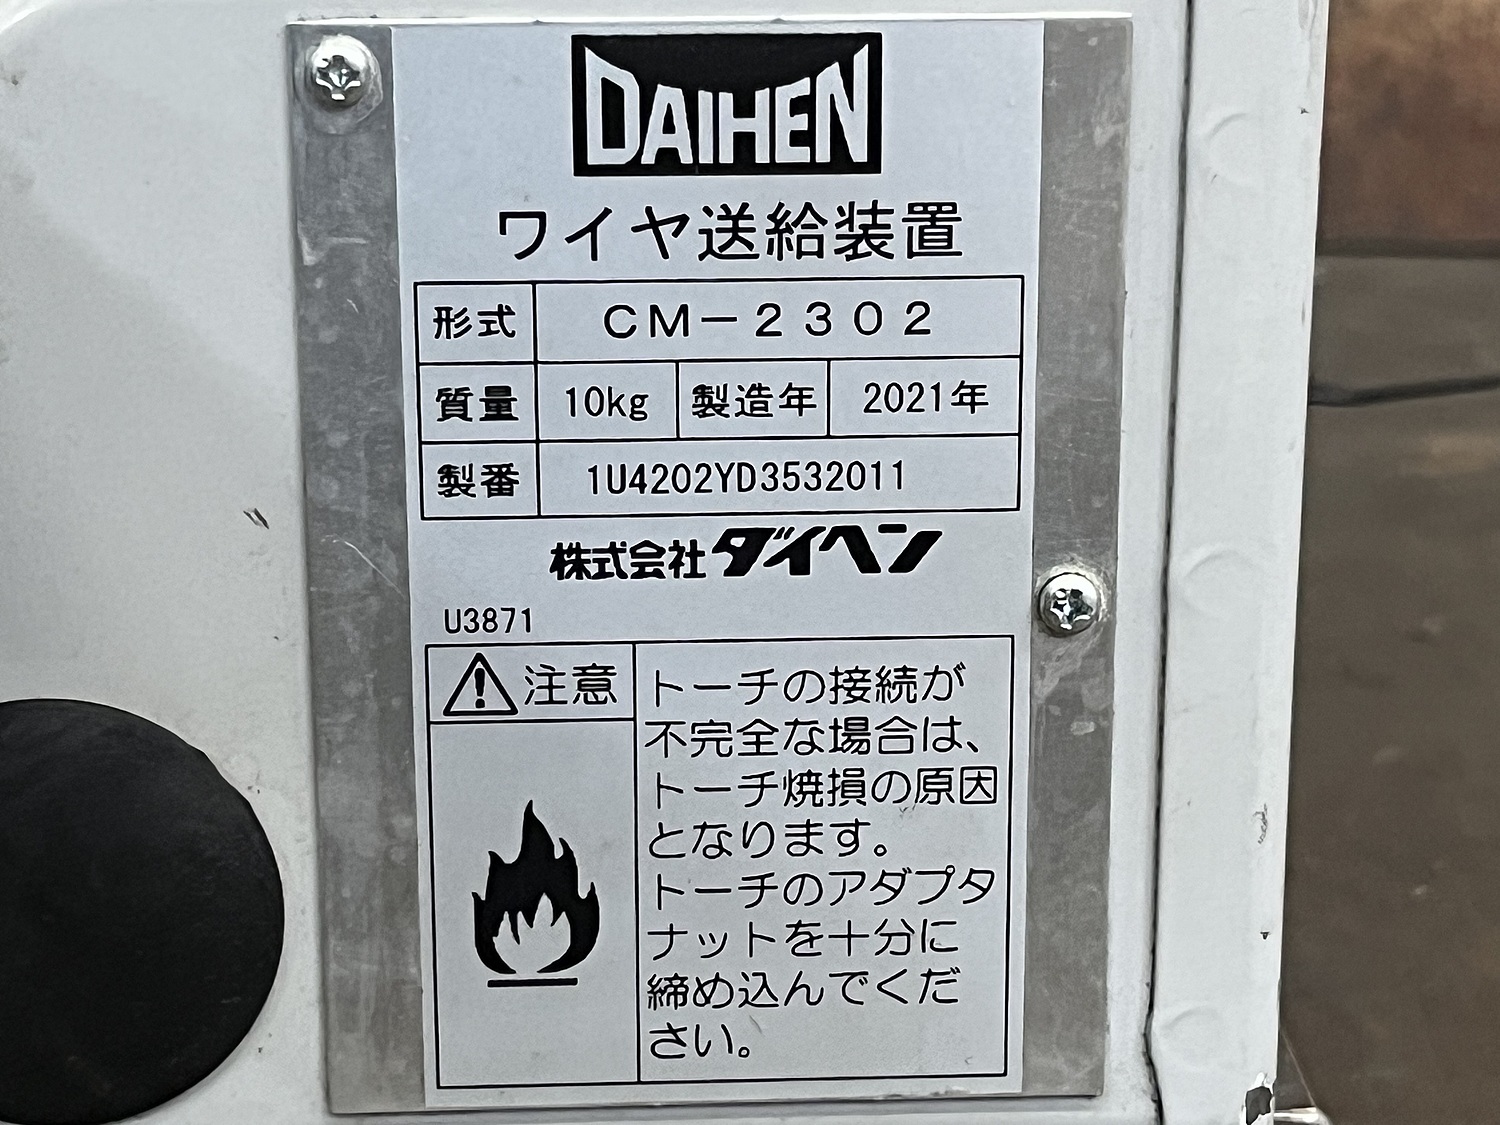 DAIHEN
ワイヤ送給装置
形式 CM-2302
質量 10kg 製造年 2021年
製番 1U4202YD3532011
株式会社ダイヘン
U3871
注意
トーチの接続が
不完全な場合は、
トーチ焼損の原因
となります。
トーチのアダプタ
ナットを十分に
締め込んでくだ
さい。